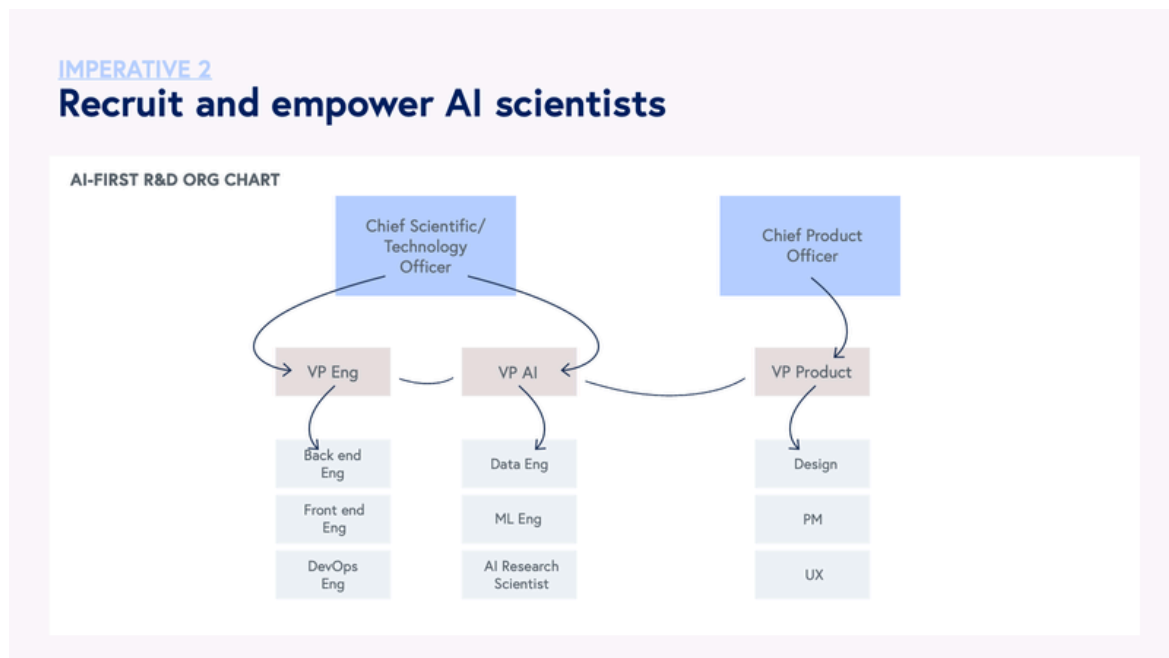 IMPERATIVE 2
Recruit and empower AI scientists
AI-FIRST R&D ORG CHART
Chief Scientific/
Technology
Officer
Chief Product
Officer
VP Eng
VP AI
VP Product
Back end
Eng
Data Eng
Design
Front end
Eng
ML Eng
PM
DevOps
Eng
AI Research
Scientist
UX